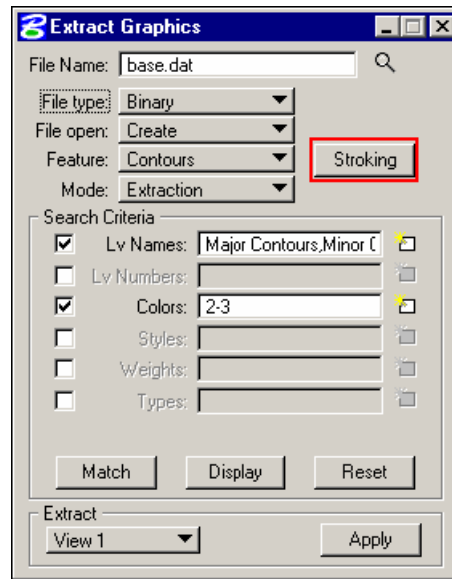 Extract Graphics
File Name: base.dat
File type: Binary
File open: Create
Feature: Contours Stroking
Mode: Extraction
Search Criteria
Lv Names: Major Contours,Minor C
Lv Numbers:
Colors: 2-3
Styles:
Weights:
Types:
Match Display Reset
Extract
View 1 Apply